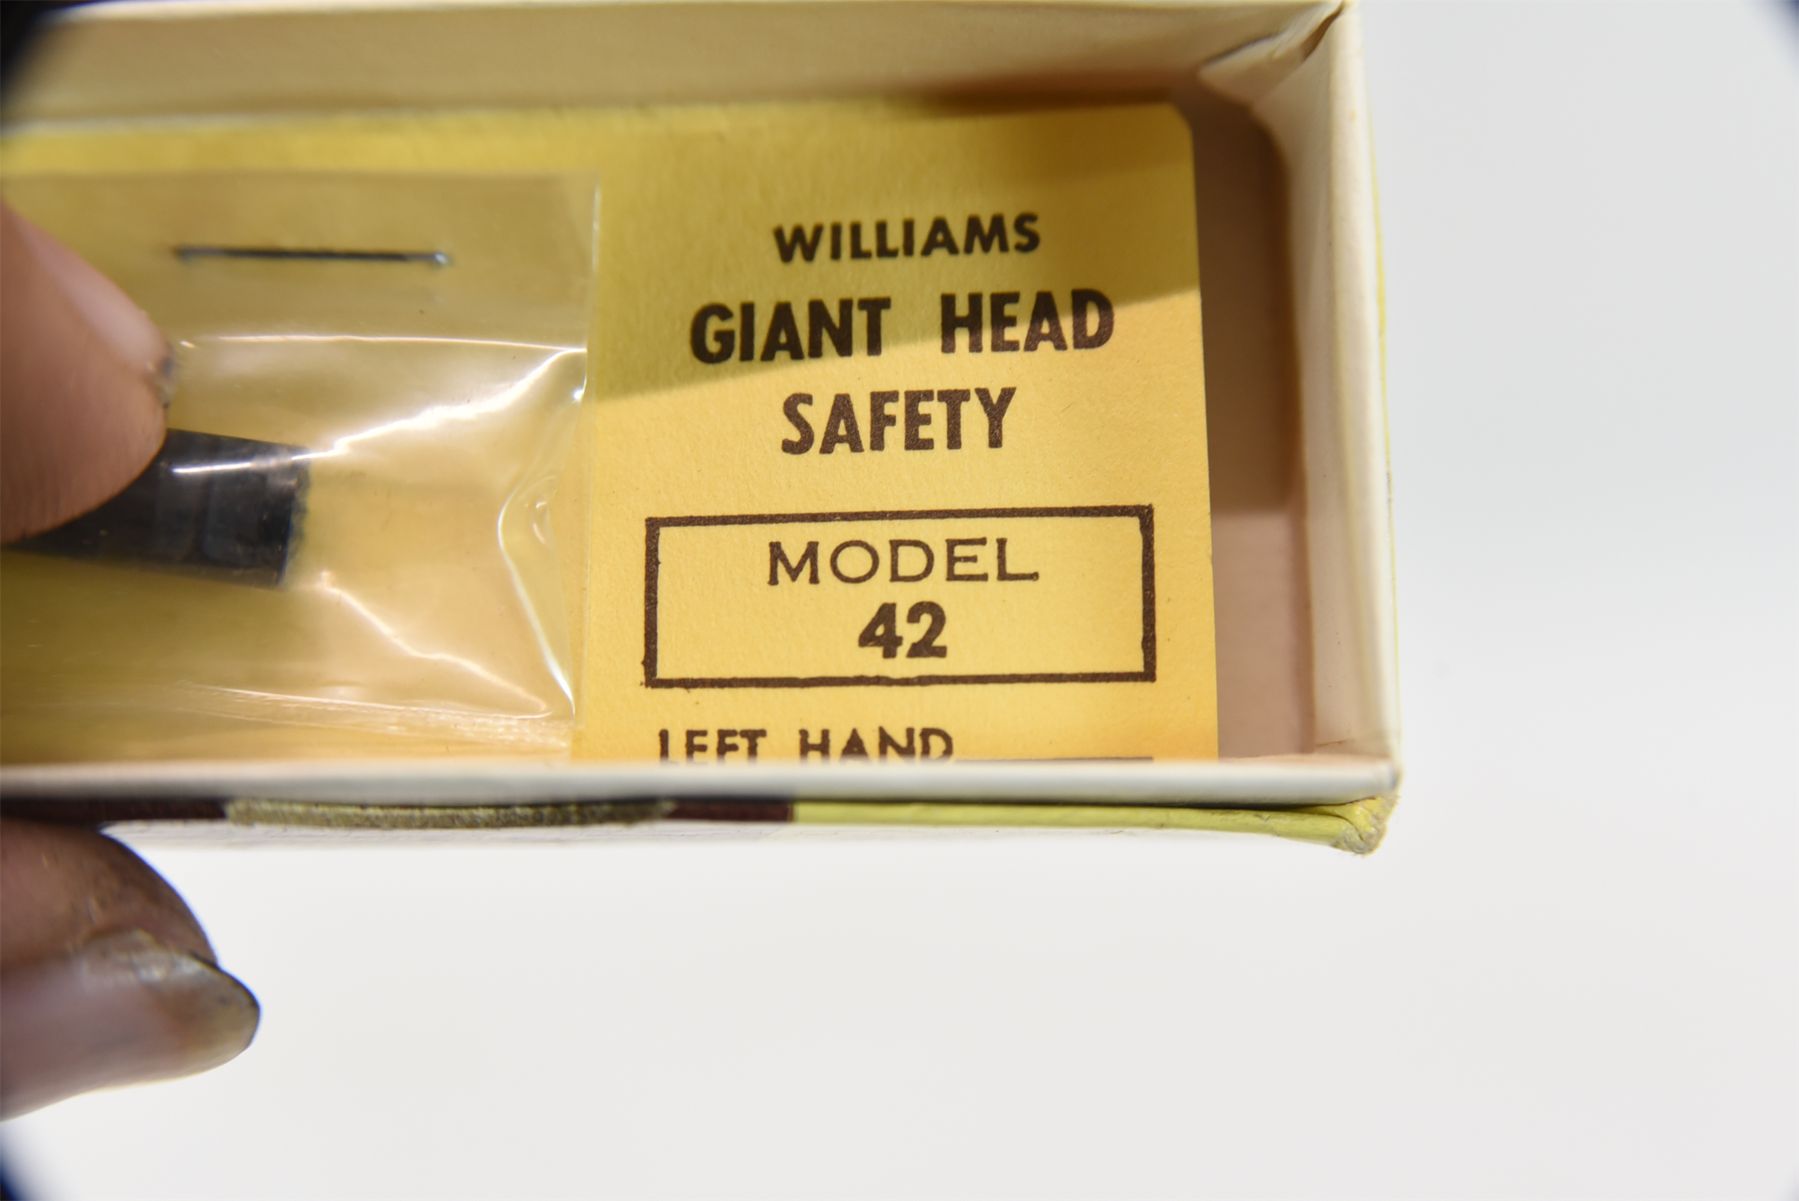 WILLIAMS
GIANT HEAD
SAFETY
MODEL
42
LEFT HAND